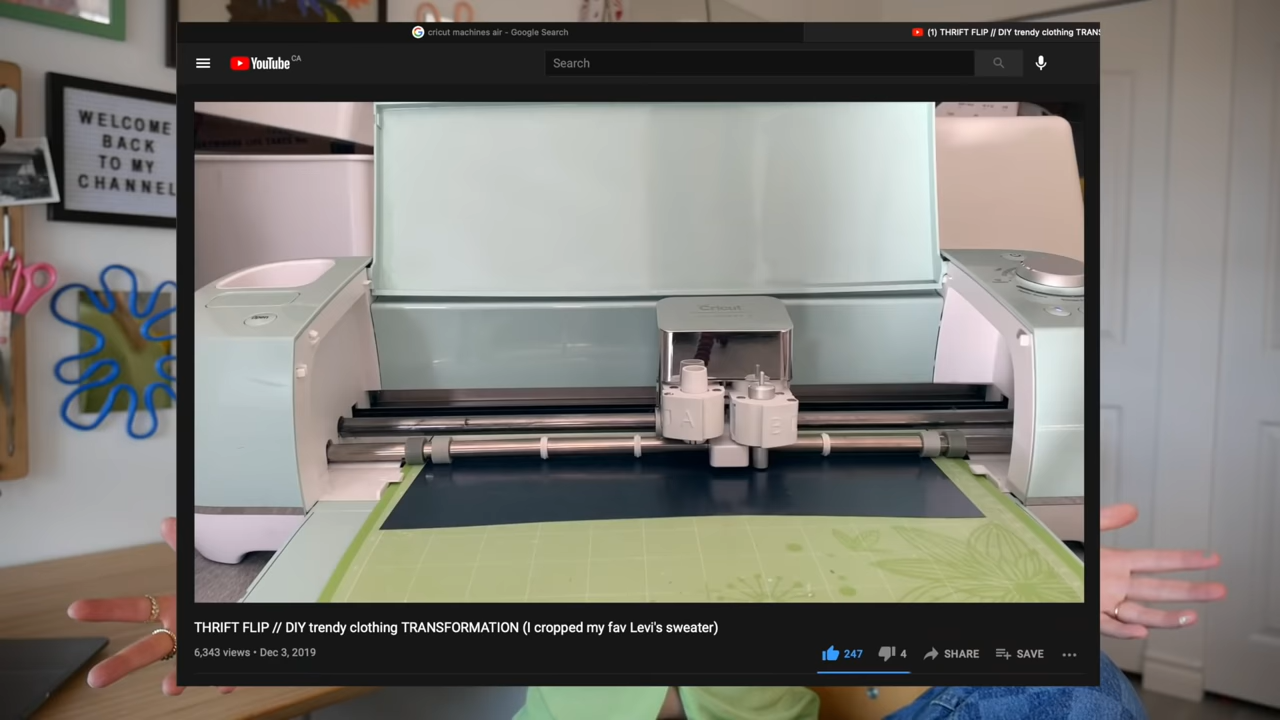 cricut machines air - Google Search
(1) THRIFT FLIP // DIY trendy clothing TRANS
YouTube CA
Search
WELCOME
BACK
TO MY
CHANNEL
Cricut
A B
THRIFT FLIP // DIY trendy clothing TRANSFORMATION (I cropped my fav Levi's sweater)
6,343 views • Dec 3, 2019
247
4
SHARE
SAVE